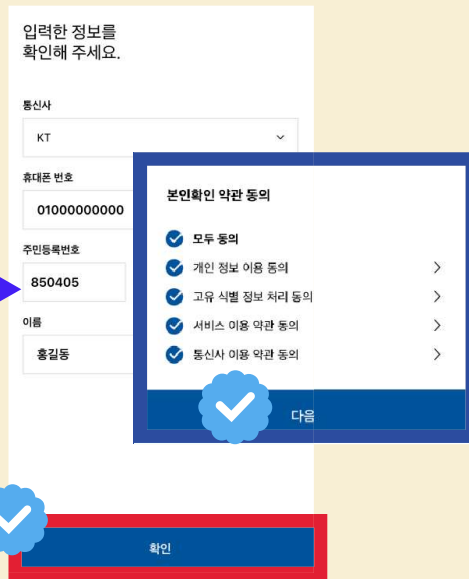 입력한 정보를
확인해 주세요.
통신사
KT
휴대폰 번호
01000000000
주민등록번호
850405
이름
홍길동
본인확인 약관 동의
모두 동의
개인 정보 이용 동의
고유 식별 정보 처리 동의
서비스 이용 약관 동의
통신사 이용 약관 동의
다음
확인